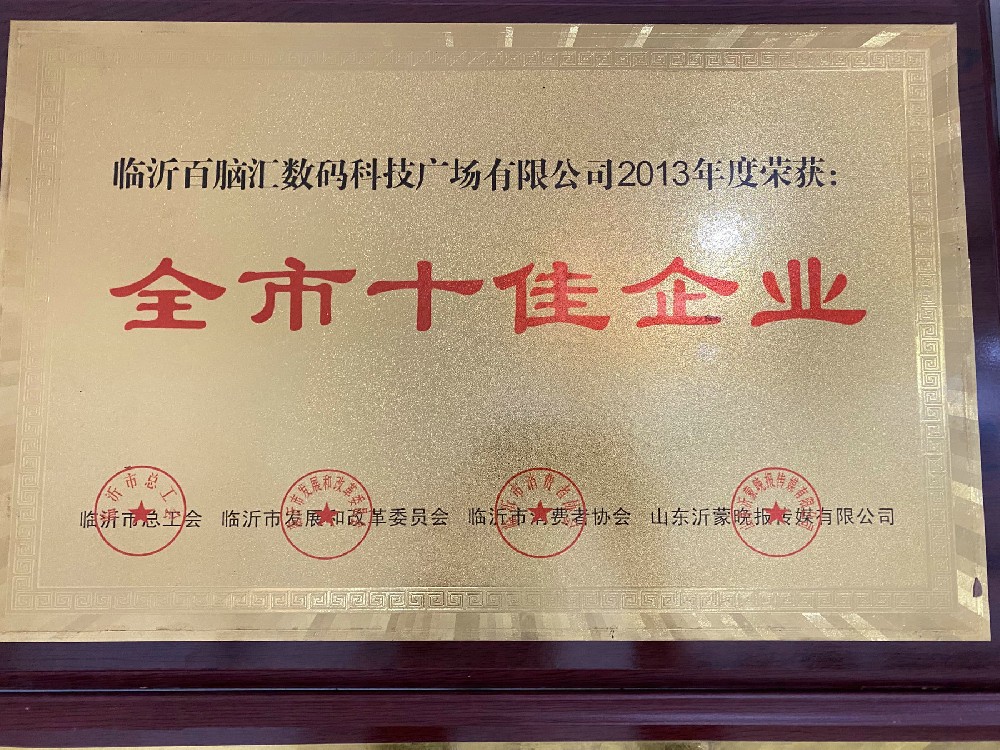 临沂百脑汇数码科技广场有限公司2013年度荣获：
全市十佳企业
临沂市总工会 临沂市发展和改革委员会 临沂市消费者协会 山东沂蒙晚报传媒有限公司